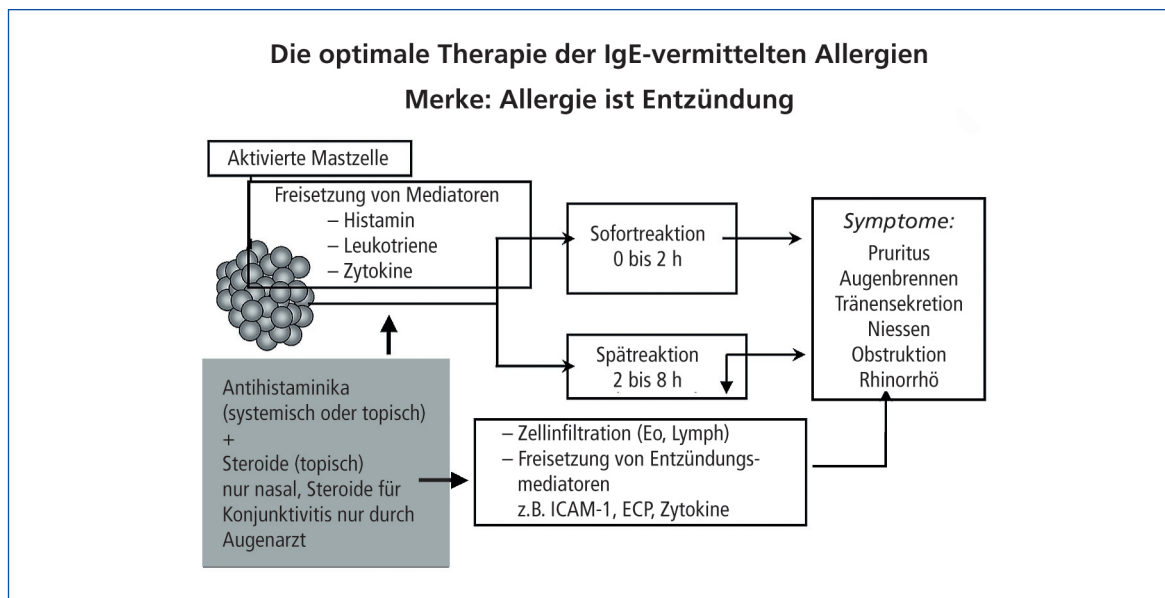 Die optimale Therapie der IgE-vermittelten Allergien
Merke: Allergie ist Entzündung
Aktivierte Mastzelle
Freisetzung von Mediatoren
– Histamin
– Leukotriene
– Zytokine
Sofortreaktion
0 bis 2 h
Spätreaktion
2 bis 8 h
Symptome:
Pruritus
Augenbrennen
Tränensekretion
Niessen
Obstruktion
Rhinorrhö
Antihistaminika
(systemisch oder topisch)
+
Steroide (topisch)
nur nasal, Steroide für
Konjunktivitis nur durch
Augenarzt
– Zellinfiltration (Eo, Lymph)
– Freisetzung von Entzündungs-
mediatoren
z.B. ICAM-1, ECP, Zytokine